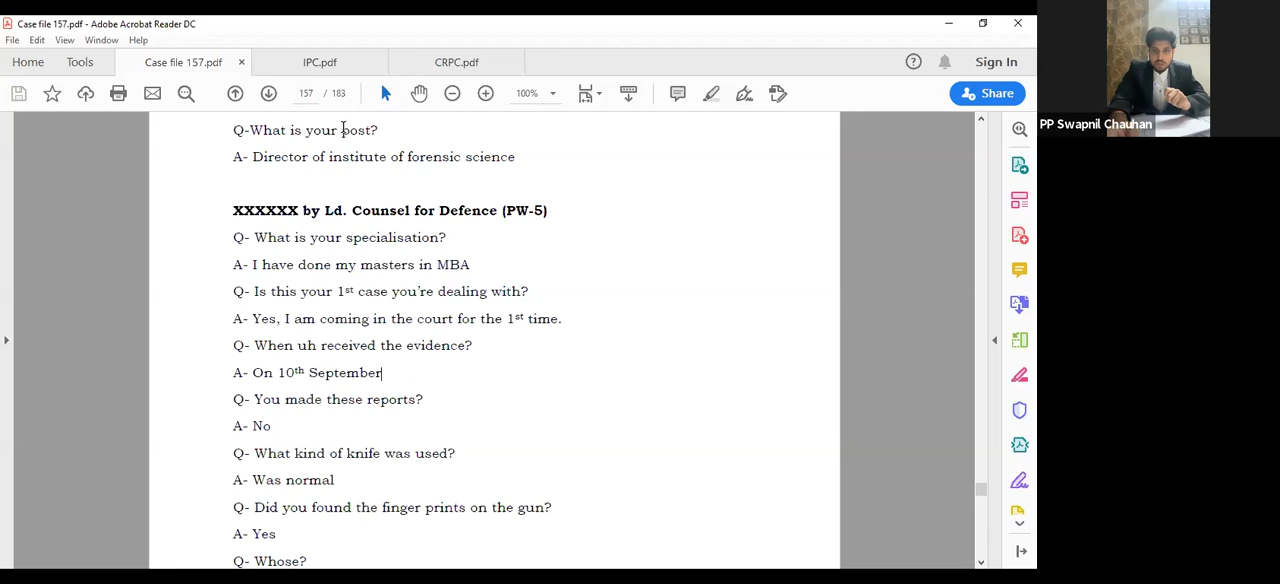 Case file 157.pdf - Adobe Acrobat Reader DC
File Edit View Window Help
Home Tools Case file 157.pdf × IPC.pdf CRPC.pdf ? Sign In
157 / 183 100% Share
Q-What is your post?
A- Director of institute of forensic science
XXXXXX by Ld. Counsel for Defence (PW-5)
Q- What is your specialisation?
A- I have done my masters in MBA
Q- Is this your 1st case you're dealing with?
A- Yes, I am coming in the court for the 1st time.
Q- When uh received the evidence?
A- On 10th September
Q- You made these reports?
A- No
Q- What kind of knife was used?
A- Was normal
Q- Did you found the finger prints on the gun?
A- Yes
Q- Whose?
PP Swapnil Chauhan